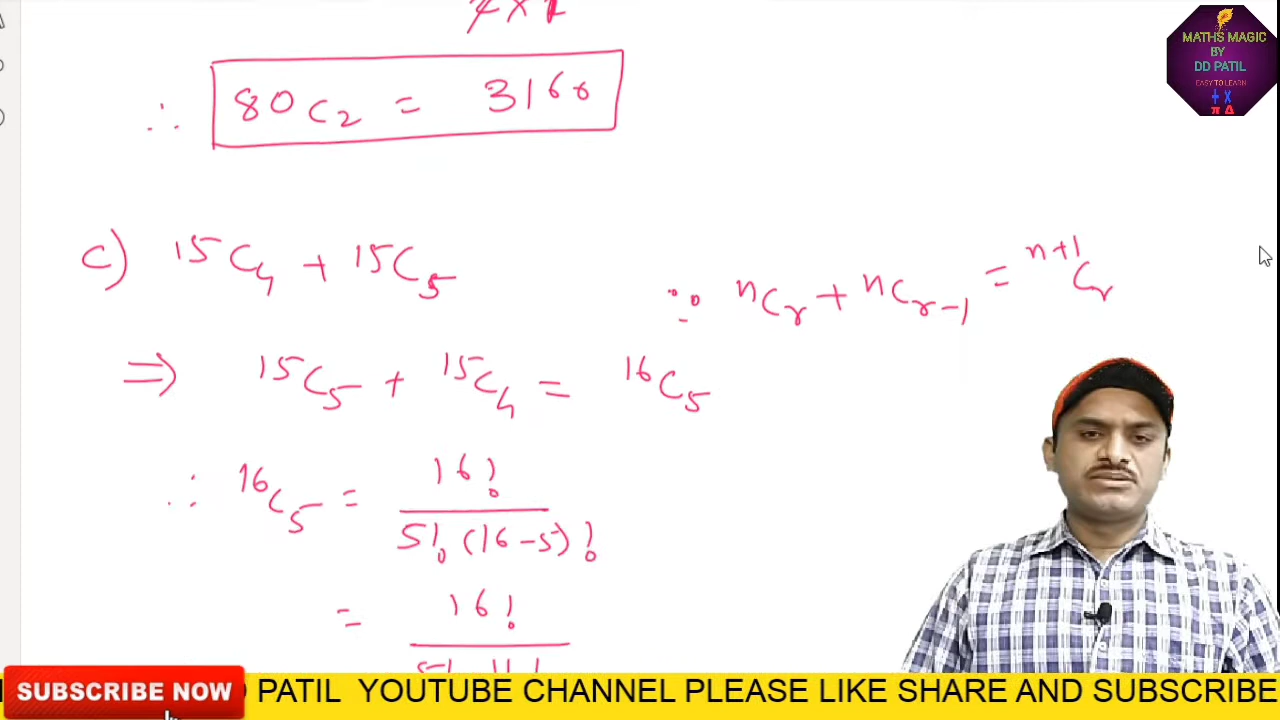 MATHS MAGIC
BY
DD PATIL
EASY TO LEARN
+ X
π Δ
∴ 80C2 = 3160
c) 15C4 + 15C5
∵ nCr + nCr-1 = n+1Cr
⇒ 15C5 + 15C4 = 16C5
∴ 16C5 = 16! / 5! (16-5)!
= 16!
SUBSCRIBE NOW
D PATIL YOUTUBE CHANNEL PLEASE LIKE SHARE AND SUBSCRIBE